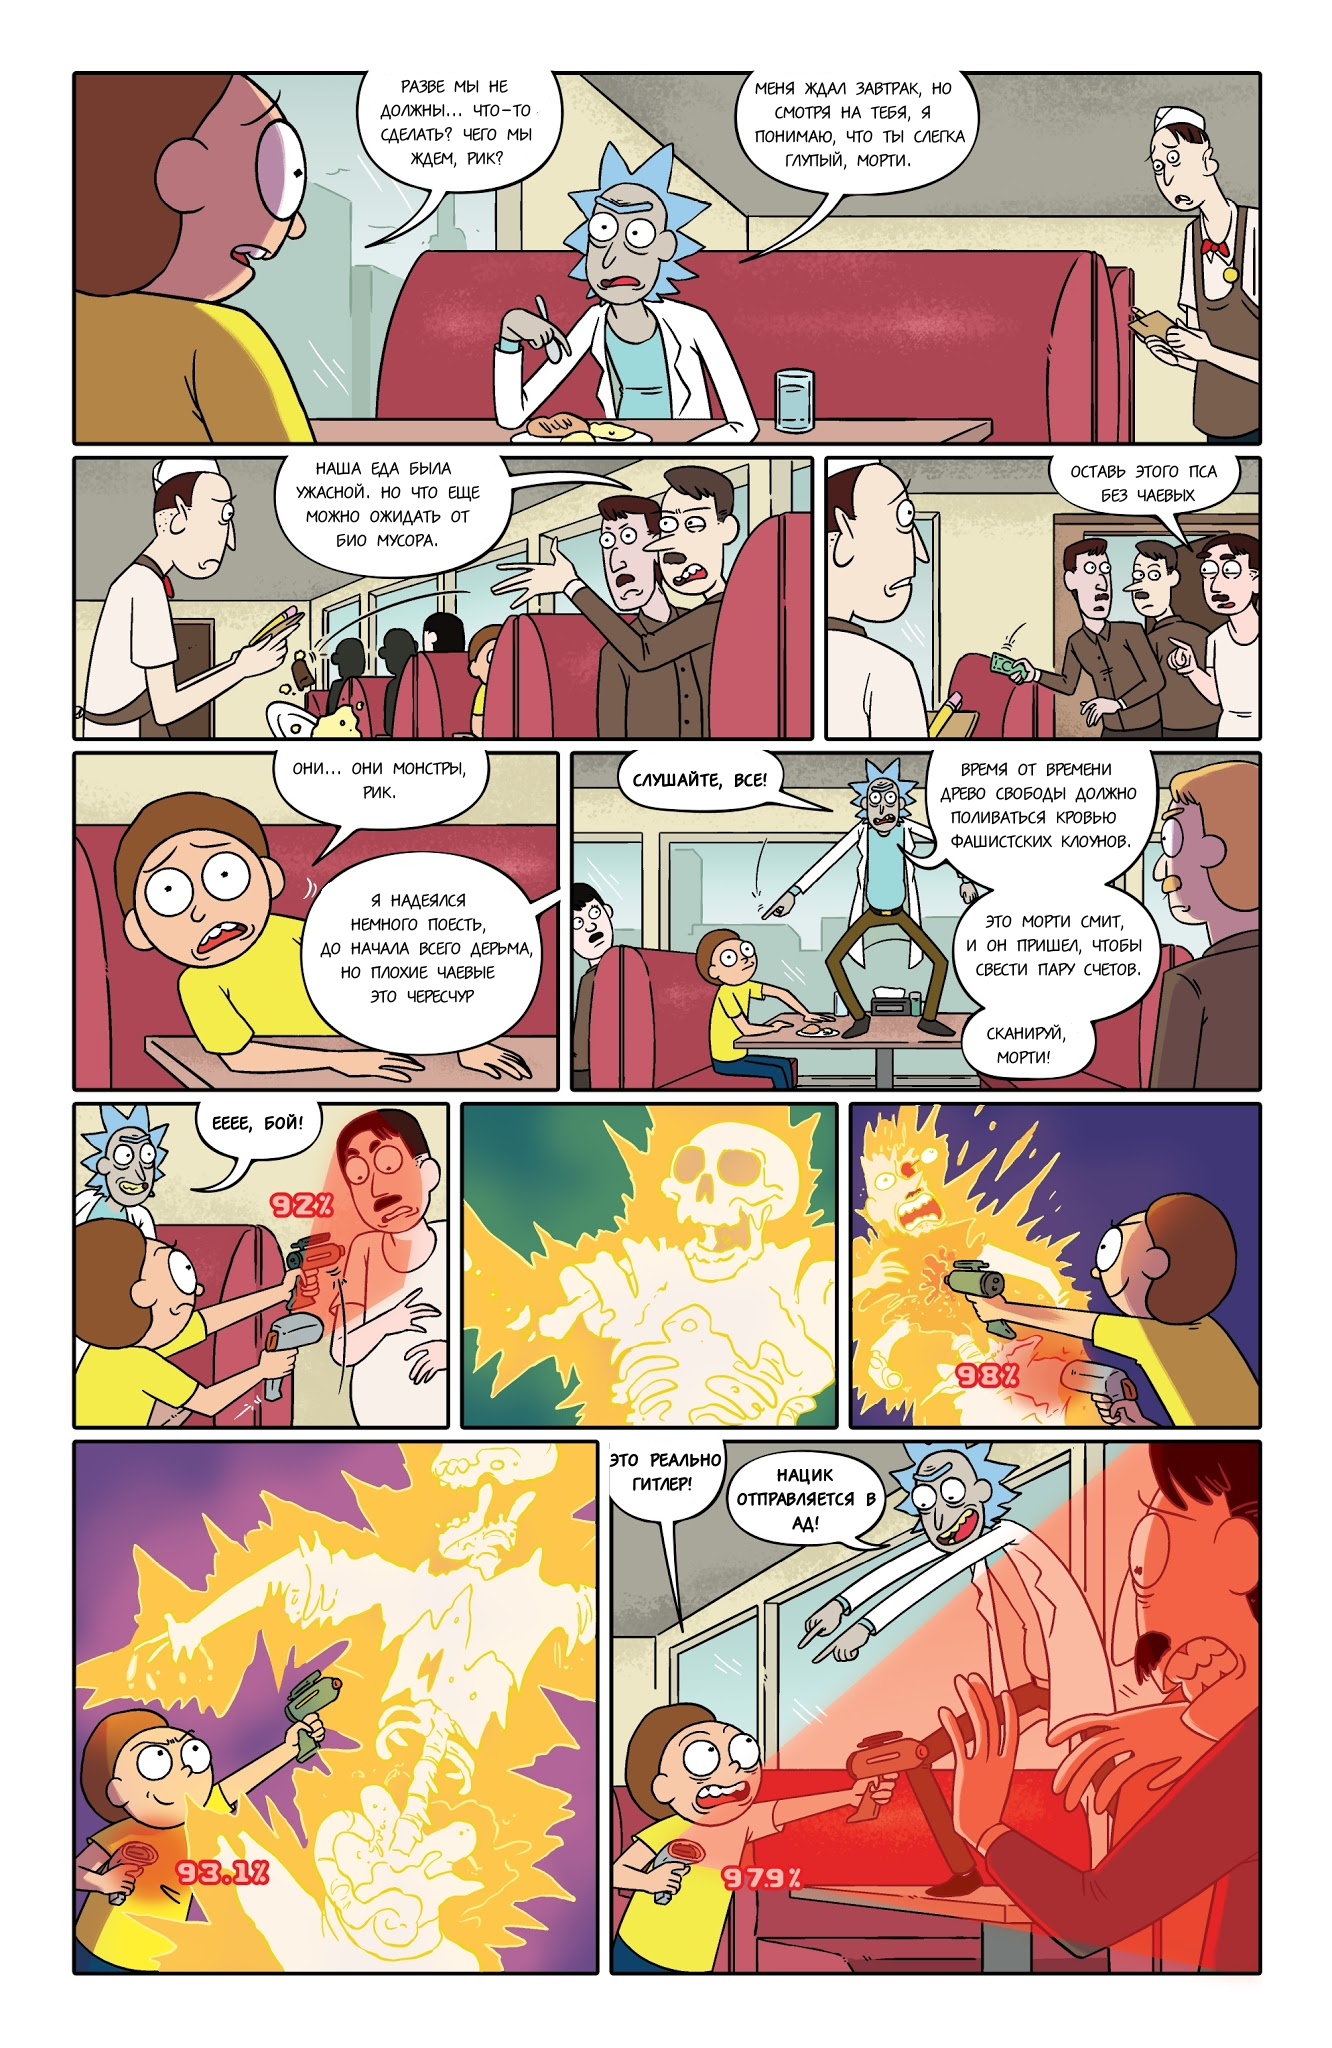 РАЗВЕ МЫ НЕ
ДОЛЖНЫ... ЧТО-ТО
СДЕЛАТЬ? ЧЕГО МЫ
ЖДЕМ, РИК?
МЕНЯ ЖДАЛ ЗАВТРАК, НО
СМОТРЯ НА ТЕБЯ, Я
ПОНИМАЮ, ЧТО ТЫ СЛЕГКА
ГЛУПЫЙ, МОРТИ.
НАША ЕДА БЫЛА
УЖАСНОЙ. НО ЧТО ЕЩЕ
МОЖНО ОЖИДАТЬ ОТ
БИО МУСОРА.
ОСТАВЬ ЭТОГО ПСА
БЕЗ ЧАЕВЫХ
ОНИ... ОНИ МОНСТРЫ,
РИК.
Я НАДЕЯЛСЯ
НЕМНОГО ПОЕСТЬ,
ДО НАЧАЛА ВСЕГО ДЕРЬМА,
НО ПЛОХИЕ ЧАЕВЫЕ
ЭТО ЧЕРЕСЧУР
СЛУШАЙТЕ, ВСЕ!
ВРЕМЯ ОТ ВРЕМЕНИ
ДРЕВО СВОБОДЫ ДОЛЖНО
ПОЛИВАТЬСЯ КРОВЬЮ
ФАШИСТСКИХ КЛОУНОВ.
ЭТО МОРТИ СМИТ,
И ОН ПРИШЕЛ, ЧТОБЫ
СВЕСТИ ПАРУ СЧЕТОВ.
СКАНИРУЙ,
МОРТИ!
ЕЕЕЕ, БОЙ!
92%
98%
93.1%
ЭТО РЕАЛЬНО
ГИТЛЕР!
НАЦИК
ОТПРАВЛЯЕТСЯ В
АД!
97.9%